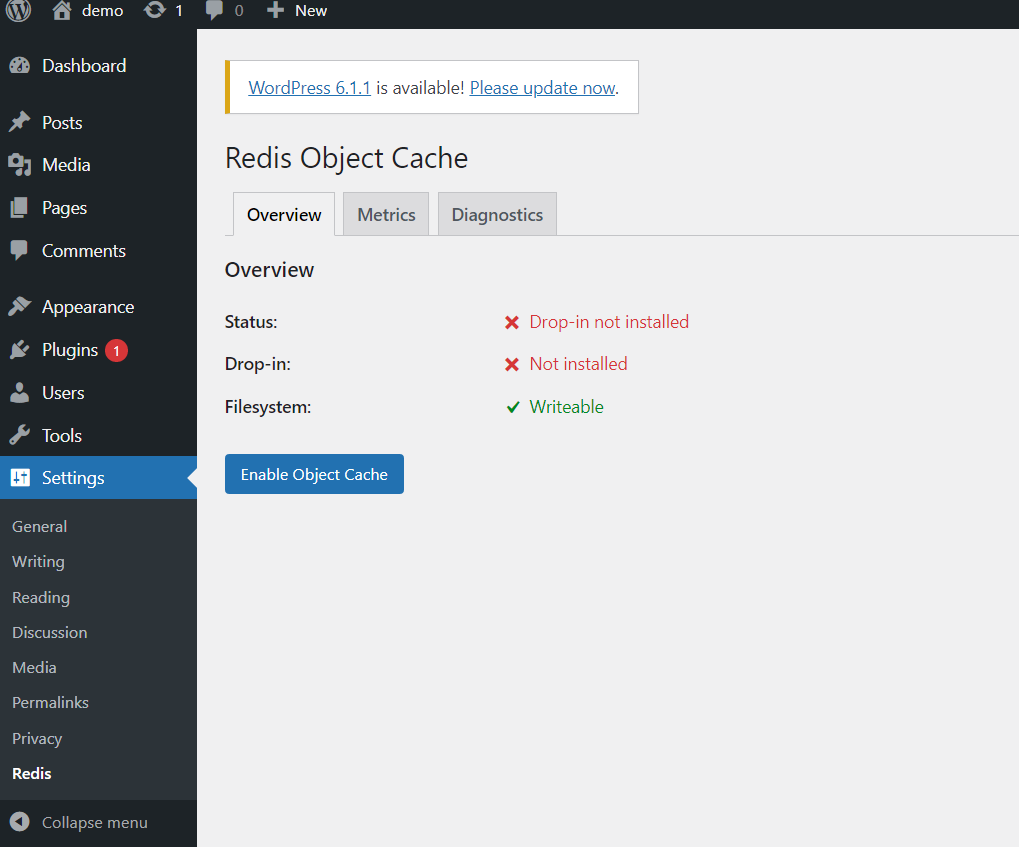 demo 1 0 New
Dashboard
Posts
Media
Pages
Comments
Appearance
Plugins 1
Users
Tools
Settings
General
Writing
Reading
Discussion
Media
Permalinks
Privacy
Redis
Collapse menu
WordPress 6.1.1 is available! Please update now.
Redis Object Cache
Overview Metrics Diagnostics
Overview
Status: Drop-in not installed
Drop-in: Not installed
Filesystem: Writeable
Enable Object Cache